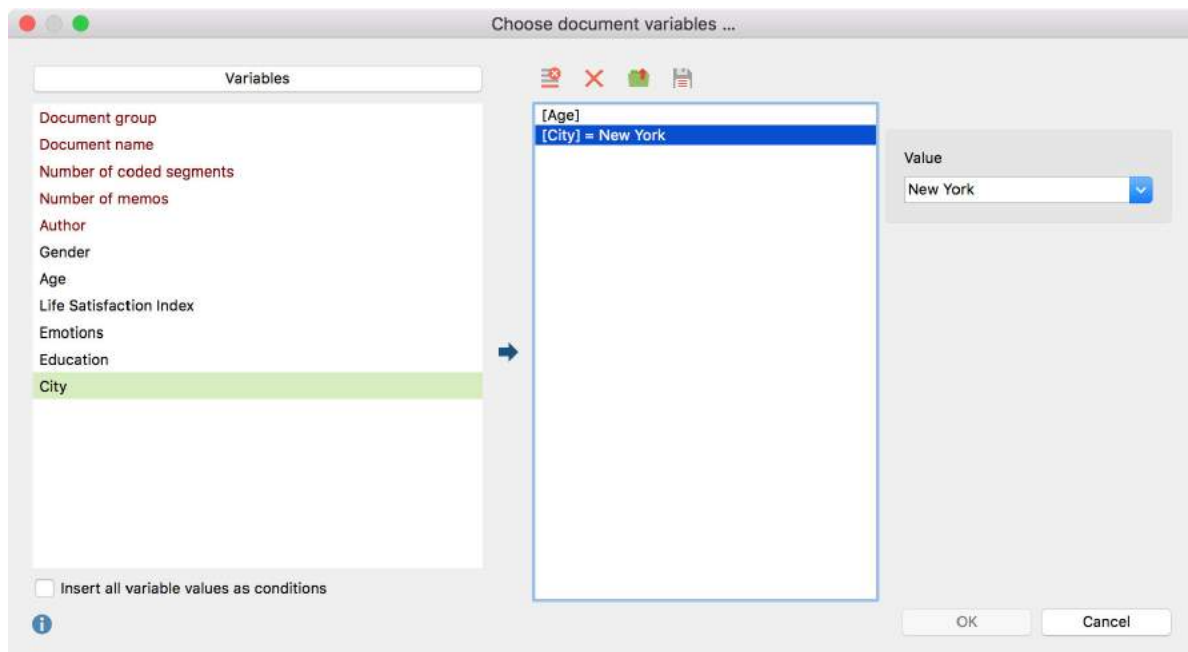 Choose document variables ...
Variables
Document group
Document name
Number of coded segments
Number of memos
Author
Gender
Age
Life Satisfaction Index
Emotions
Education
City
Insert all variable values as conditions
[Age]
[City] = New York
Value
New York
OK
Cancel